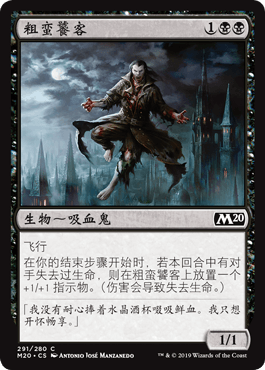 粗蛮饕客 1
生物～吸血鬼 M20
飞行
在你的结束步骤开始时，若本回合中有对
手失去过生命，则在粗蛮饕客上放置一个
+1/+1 指示物。（伤害会导致失去生命。）
「我没有耐心捧着水晶酒杯啜吸鲜血。我只想
开怀畅享。」
1/1
291/280 C
M20 • CS ANTONIO JOSÉ MANZANEDO
™ & © 2019 Wizards of the Coast